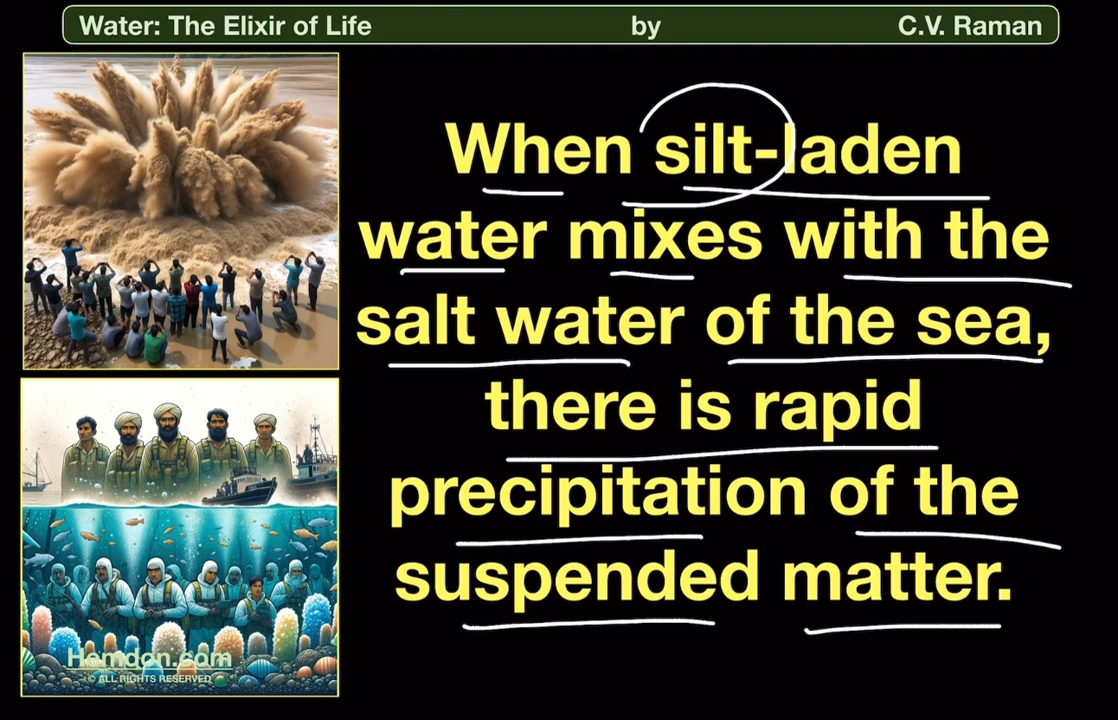 Water: The Elixir of Life by C.V. Raman
When silt-laden
water mixes with the
salt water of the sea,
there is rapid
precipitation of the
suspended matter.
Hemdon.com
© ALL RIGHTS RESERVED